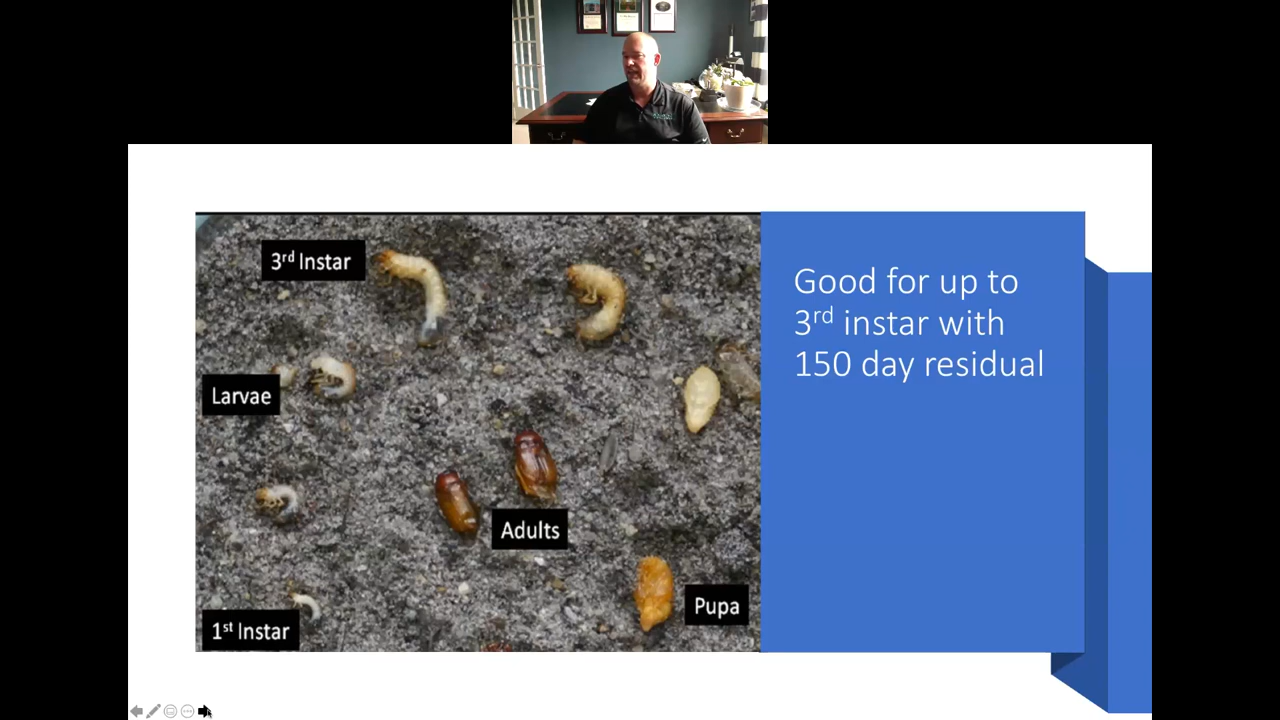 3rd Instar
Larvae
Adults
Pupa
1st Instar
Good for up to
3rd instar with
150 day residual